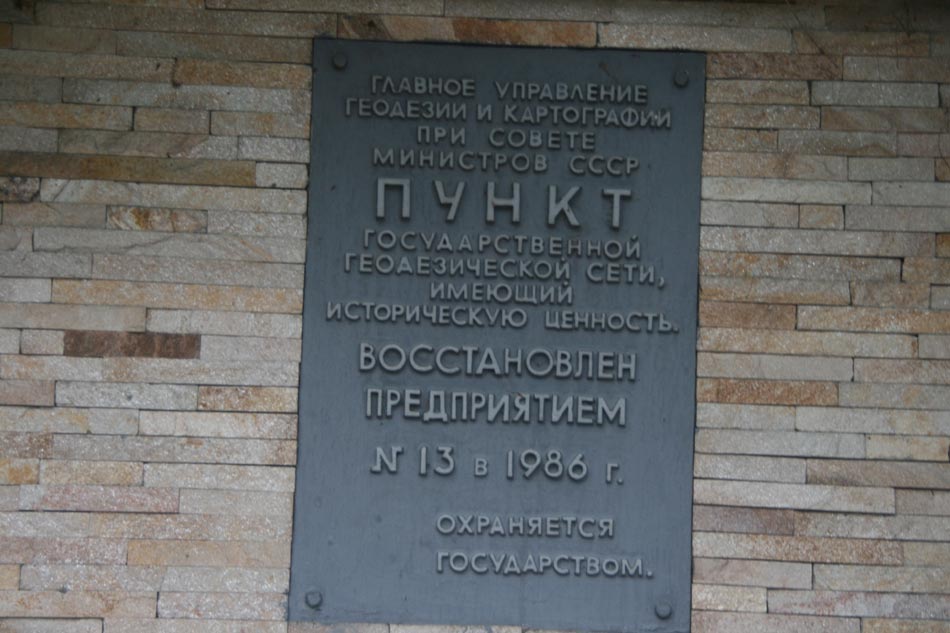 ГЛАВНОЕ УПРАВЛЕНИЕ
ГЕОДЕЗИИ И КАРТОГРАФИИ
ПРИ СОВЕТЕ
МИНИСТРОВ СССР
ПУНКТ
ГОСУДАРСТВЕННОЙ
ГЕОДЕЗИЧЕСКОЙ СЕТИ,
ИМЕЮЩИЙ
ИСТОРИЧЕСКУЮ ЦЕННОСТЬ.
ВОССТАНОВЛЕН
ПРЕДПРИЯТИЕМ
№ 13 в 1986 г.
ОХРАНЯЕТСЯ
ГОСУДАРСТВОМ.